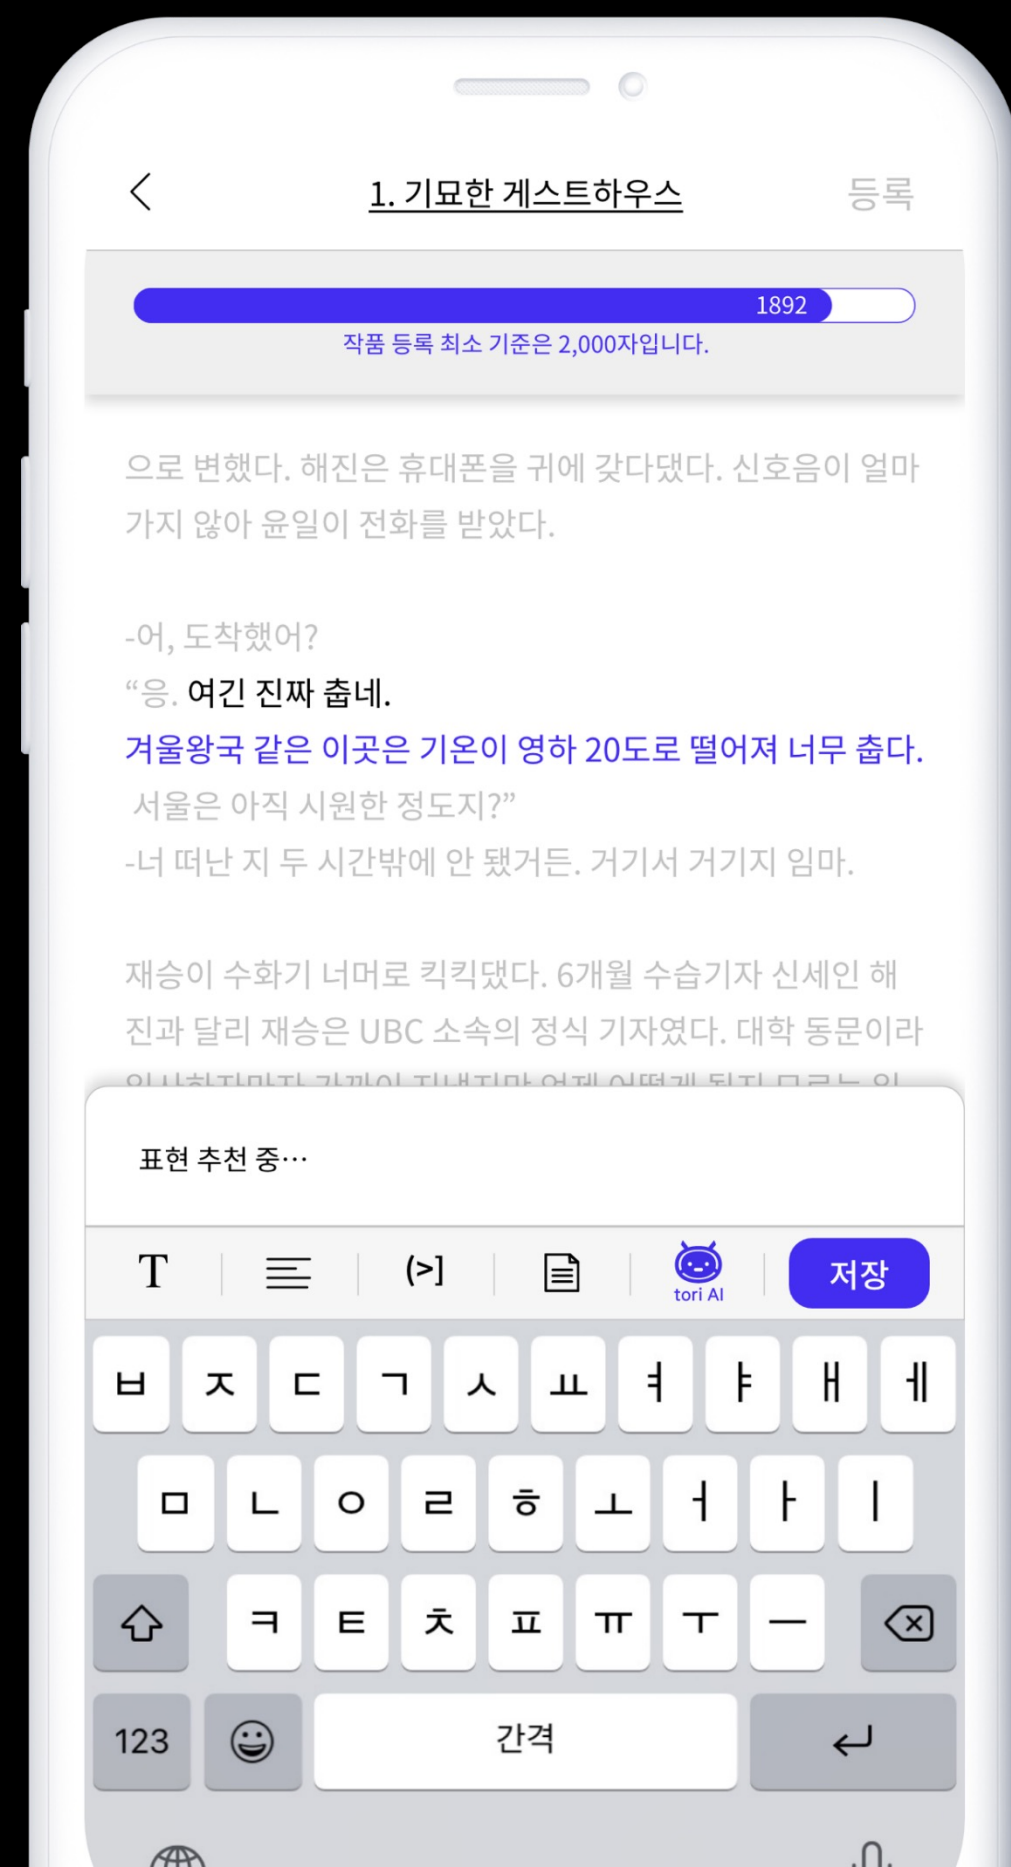 1. 기묘한 게스트하우스
등록
1892
작품 등록 최소 기준은 2,000자입니다.
으로 변했다. 해진은 휴대폰을 귀에 갖다댔다. 신호음이 얼마
가지 않아 윤일이 전화를 받았다.
-어, 도착했어?
“응. 여긴 진짜 춥네.
겨울왕국 같은 이곳은 기온이 영하 20도로 떨어져 너무 춥다.
서울은 아직 시원한 정도지?”
-너 떠난 지 두 시간밖에 안 됐거든. 거기서 거기지 임마.
재승이 수화기 너머로 킥킥댔다. 6개월 수습기자 신세인 해
진과 달리 재승은 UBC 소속의 정식 기자였다. 대학 동문이라
표현 추천 중…
T
(>]
tori AI
저장
ㅂ ㅈ ㄷ ㄱ ㅅ ㅛ ㅕ ㅑ ㅐ ㅔ
ㅁ ㄴ ㅇ ㄹ ㅎ ㅗ ㅓ ㅏ ㅣ
ㅋ ㅌ ㅊ ㅍ ㅠ ㅜ ㅡ
123
간격